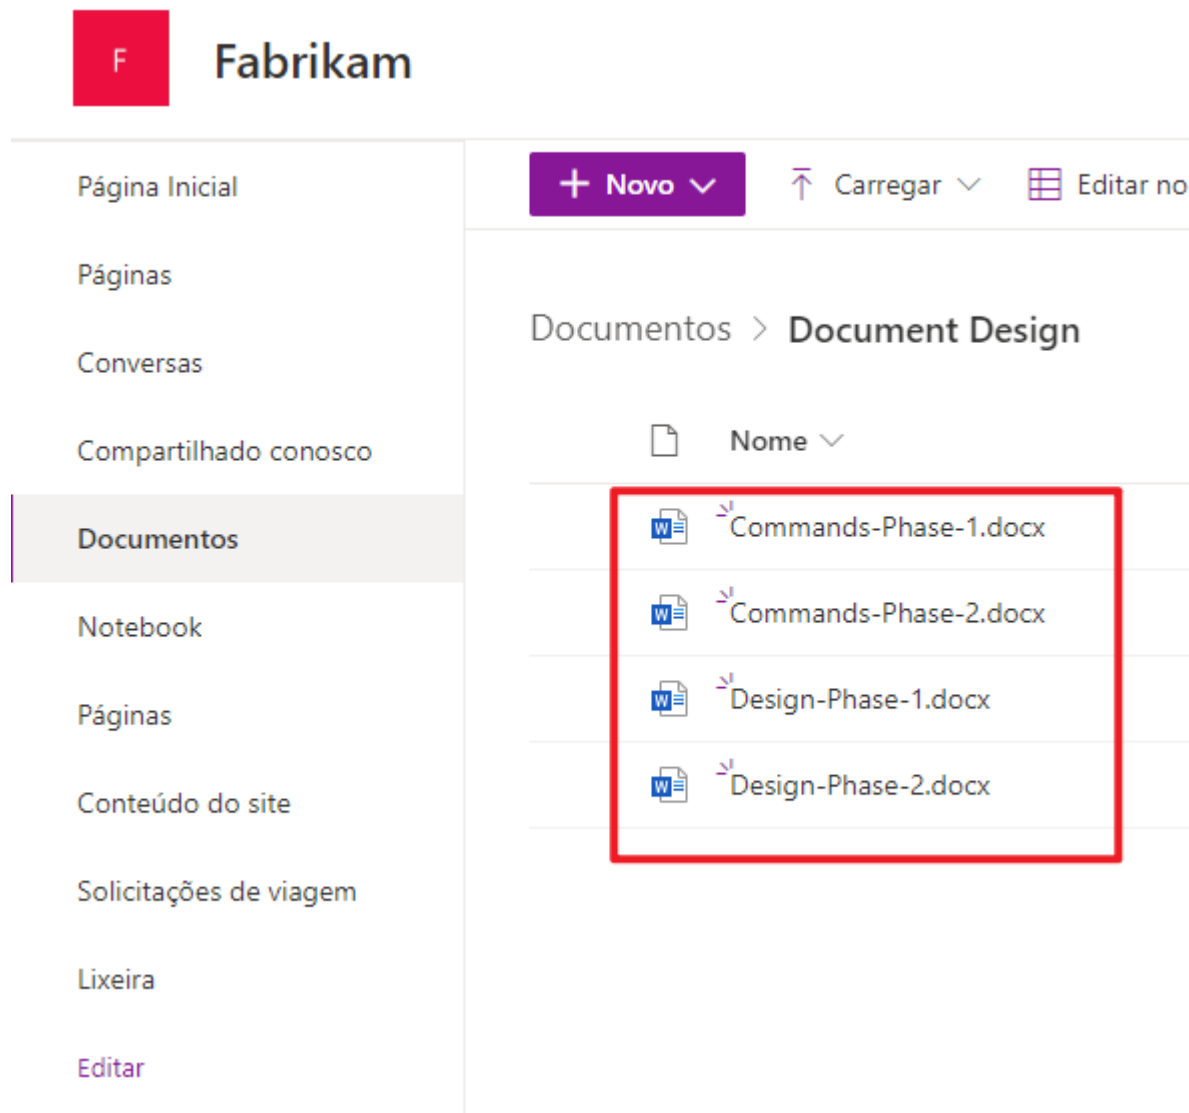 F
Fabrikam
Página Inicial
Páginas
Conversas
Compartilhado conosco
Documentos
Notebook
Páginas
Conteúdo do site
Solicitações de viagem
Lixeira
Editar
+ Novo
Carregar
Editar no
Documentos > Document Design
Nome
Commands-Phase-1.docx
Commands-Phase-2.docx
Design-Phase-1.docx
Design-Phase-2.docx